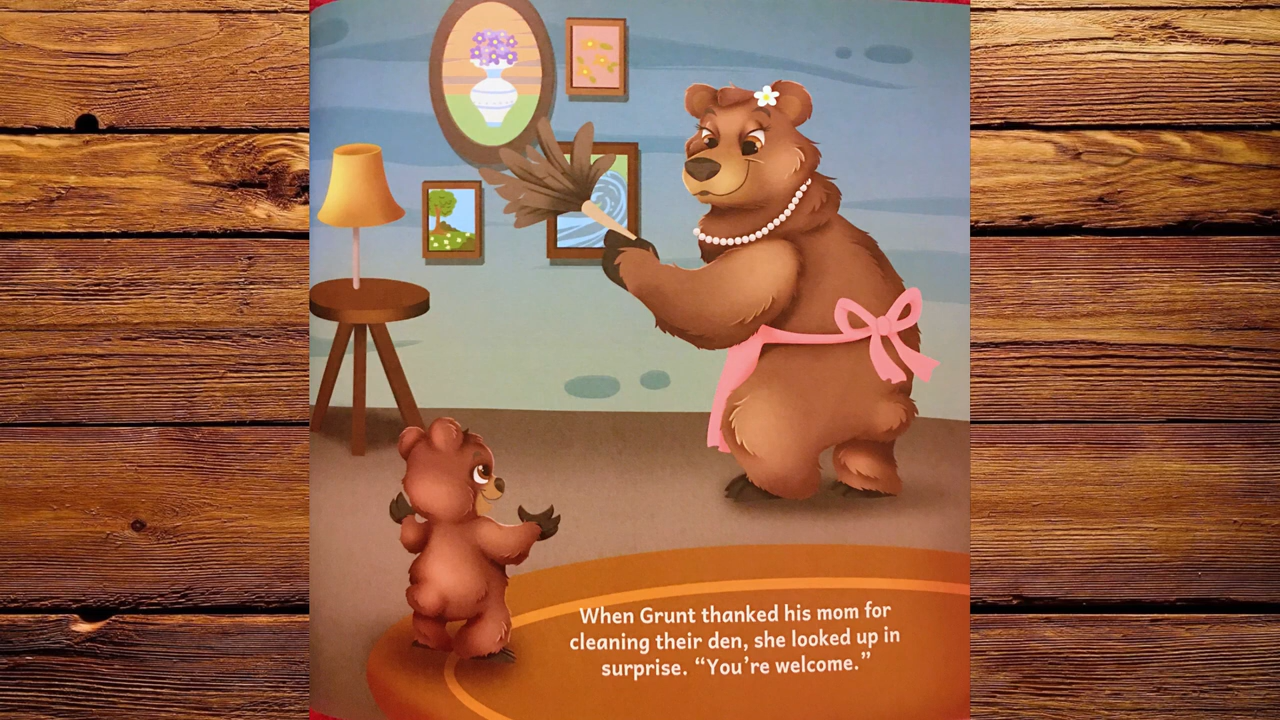 When Grunt thanked his mom for
cleaning their den, she looked up in
surprise. “You’re welcome.”